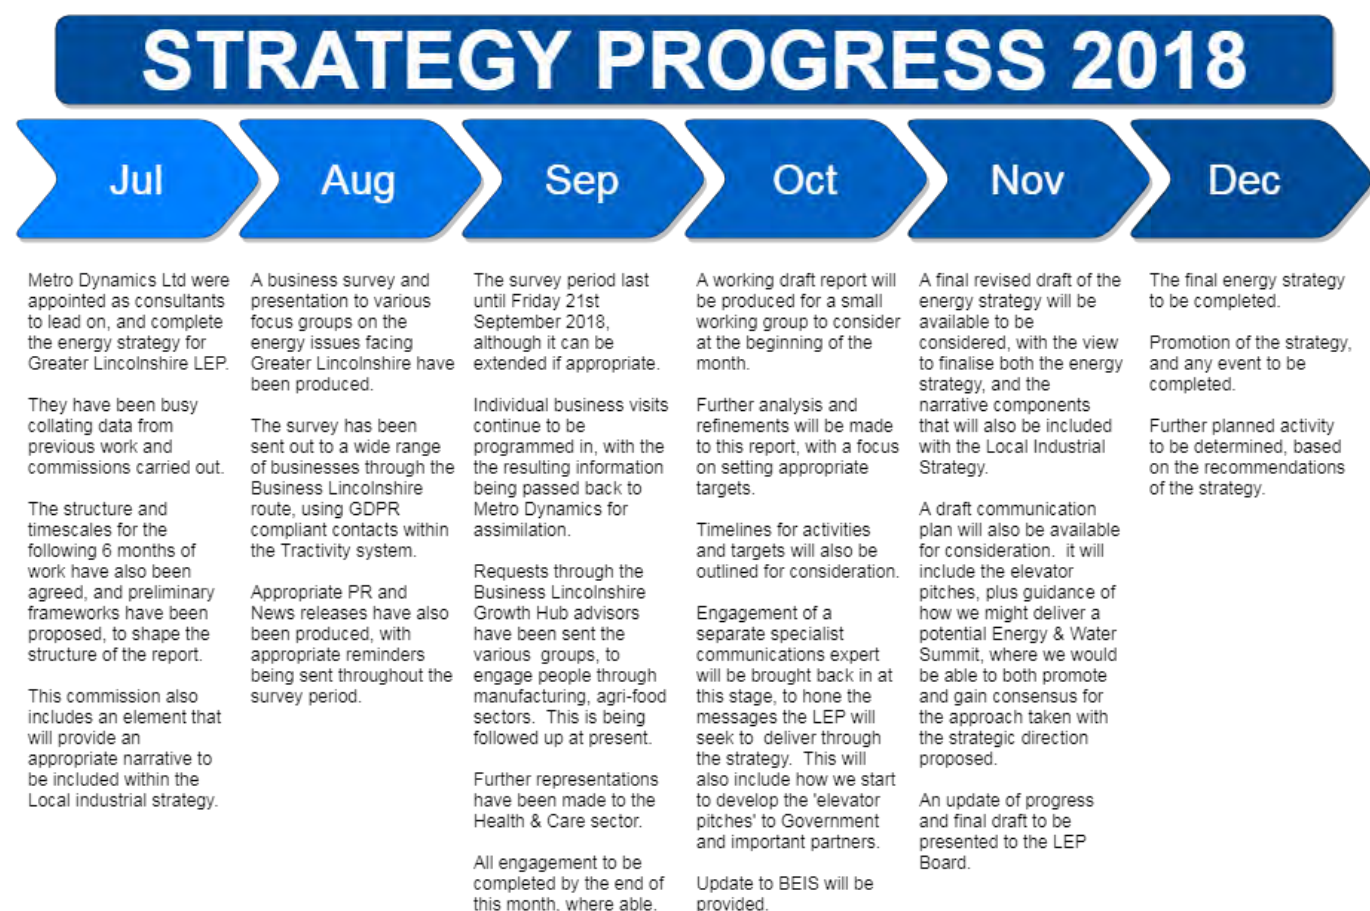 STRATEGY PROGRESS 2018
Jul
Aug
Sep
Oct
Nov
Dec
Metro Dynamics Ltd were
appointed as consultants
to lead on, and complete
the energy strategy for
Greater Lincolnshire LEP.
They have been busy
collating data from
previous work and
commissions carried out.
The structure and
timescales for the
following 6 months of
work have also been
agreed, and preliminary
frameworks have been
proposed, to shape the
structure of the report.
This commission also
includes an element that
will provide an
appropriate narrative to
be included within the
Local industrial strategy.
A business survey and
presentation to various
focus groups on the
energy issues facing
Greater Lincolnshire have
been produced.
The survey has been
sent out to a wide range
of businesses through the
Business Lincolnshire
route, using GDPR
compliant contacts within
the Tractivity system.
Appropriate PR and
News releases have also
been produced, with
appropriate reminders
being sent throughout the
survey period.
The survey period last
until Friday 21st
September 2018,
although it can be
extended if appropriate.
Individual business visits
continue to be
programmed in, with the
the resulting information
being passed back to
Metro Dynamics for
assimilation.
Requests through the
Business Lincolnshire
Growth Hub advisors
have been sent the
various groups, to
engage people through
manufacturing, agri-food
sectors. This is being
followed up at present.
Further representations
have been made to the
Health & Care sector.
All engagement to be
completed by the end of
this month, where able.
A working draft report will
be produced for a small
working group to consider
at the beginning of the
month.
Further analysis and
refinements will be made
to this report, with a focus
on setting appropriate
targets.
Timelines for activities
and targets will also be
outlined for consideration.
Engagement of a
separate specialist
communications expert
will be brought back in at
this stage, to hone the
messages the LEP will
seek to deliver through
the strategy. This will
also include how we start
to develop the 'elevator
pitches' to Government
and important partners.
Update to BEIS will be
provided.
A final revised draft of the
energy strategy will be
available to be
considered, with the view
to finalise both the energy
strategy, and the
narrative components
that will also be included
with the Local Industrial
Strategy.
A draft communication
plan will also be available
for consideration. it will
include the elevator
pitches, plus guidance of
how we might deliver a
potential Energy & Water
Summit, where we would
be able to both promote
and gain consensus for
the approach taken with
the strategic direction
proposed.
An update of progress
and final draft to be
presented to the LEP
Board.
The final energy strategy
to be completed.
Promotion of the strategy,
and any event to be
completed.
Further planned activity
to be determined, based
on the recommendations
of the strategy.